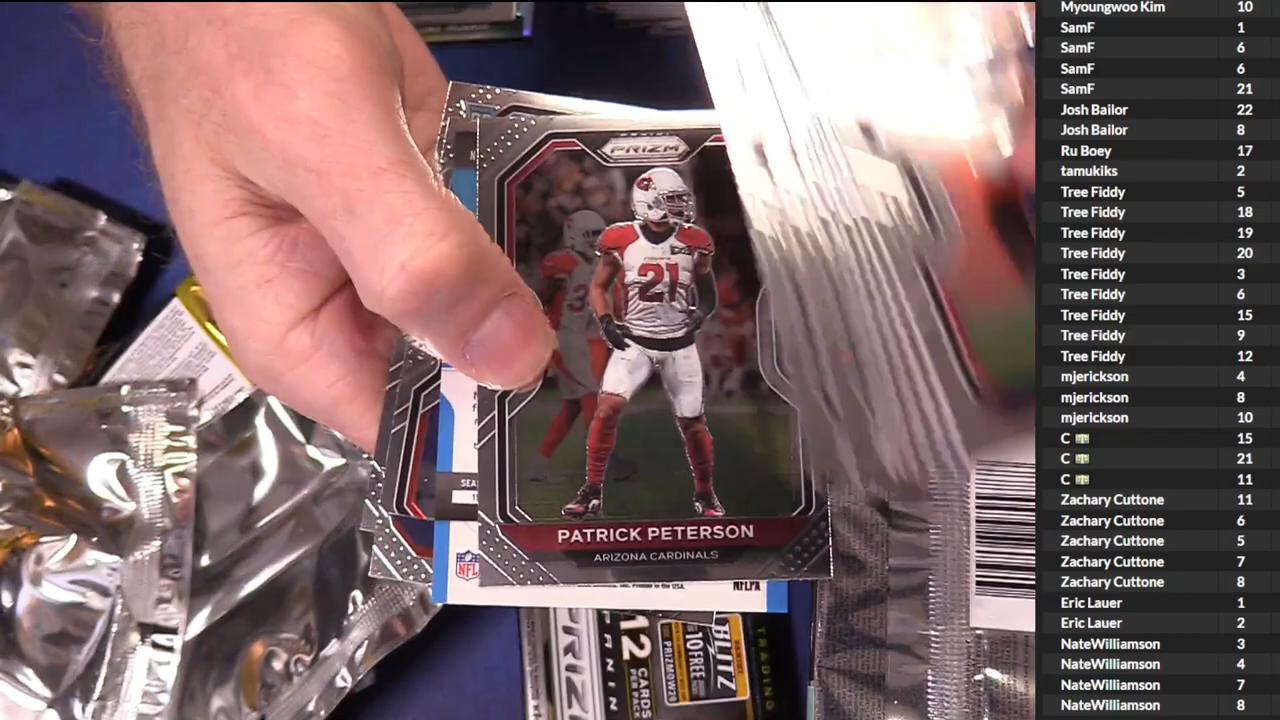 PRIZM
21
PATRICK PETERSON
ARIZONA CARDINALS
SEA
NFL
NFLPA
12
CARDS
PER PACK
PANINI
BLITZ
10 FREE
TRADING
Myoungwoo Kim 10
SamF 1
SamF 6
SamF 6
SamF 21
Josh Bailor 22
Josh Bailor 8
Ru Boey 17
tamukiks 2
Tree Fiddy 5
Tree Fiddy 18
Tree Fiddy 19
Tree Fiddy 20
Tree Fiddy 3
Tree Fiddy 6
Tree Fiddy 15
Tree Fiddy 9
Tree Fiddy 12
mjerickson 4
mjerickson 8
mjerickson 10
C 15
C 21
C 11
Zachary Cuttone 11
Zachary Cuttone 6
Zachary Cuttone 5
Zachary Cuttone 7
Zachary Cuttone 8
Eric Lauer 1
Eric Lauer 2
NateWilliamson 3
NateWilliamson 4
NateWilliamson 7
NateWilliamson 8